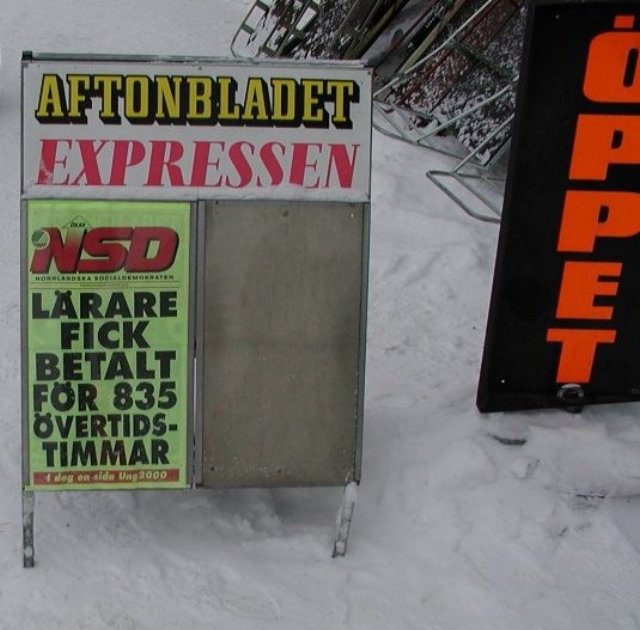 AFTONBLADET
EXPRESSEN
NSD
NORRLÄNDSKA SOCIALDEMOKRATEN
LÄRARE
FICK
BETALT
FÖR 835
ÖVERTIDS-
TIMMAR
I dag en sida Ung2000
ÖPPET